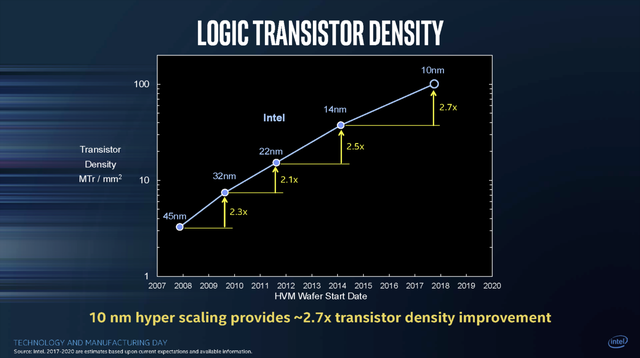 LOGIC TRANSISTOR DENSITY
100
10
1
Transistor
Density
MTr / mm²
Intel
45nm
32nm
22nm
14nm
10nm
2.3x
2.1x
2.5x
2.7x
2007 2008 2009 2010 2011 2012 2013 2014 2015 2016 2017 2018 2019 2020
HVM Wafer Start Date
10 nm hyper scaling provides ~2.7x transistor density improvement
TECHNOLOGY AND MANUFACTURING DAY
Source: Intel. 2017-2020 are estimates based upon current expectations and available information.
intel